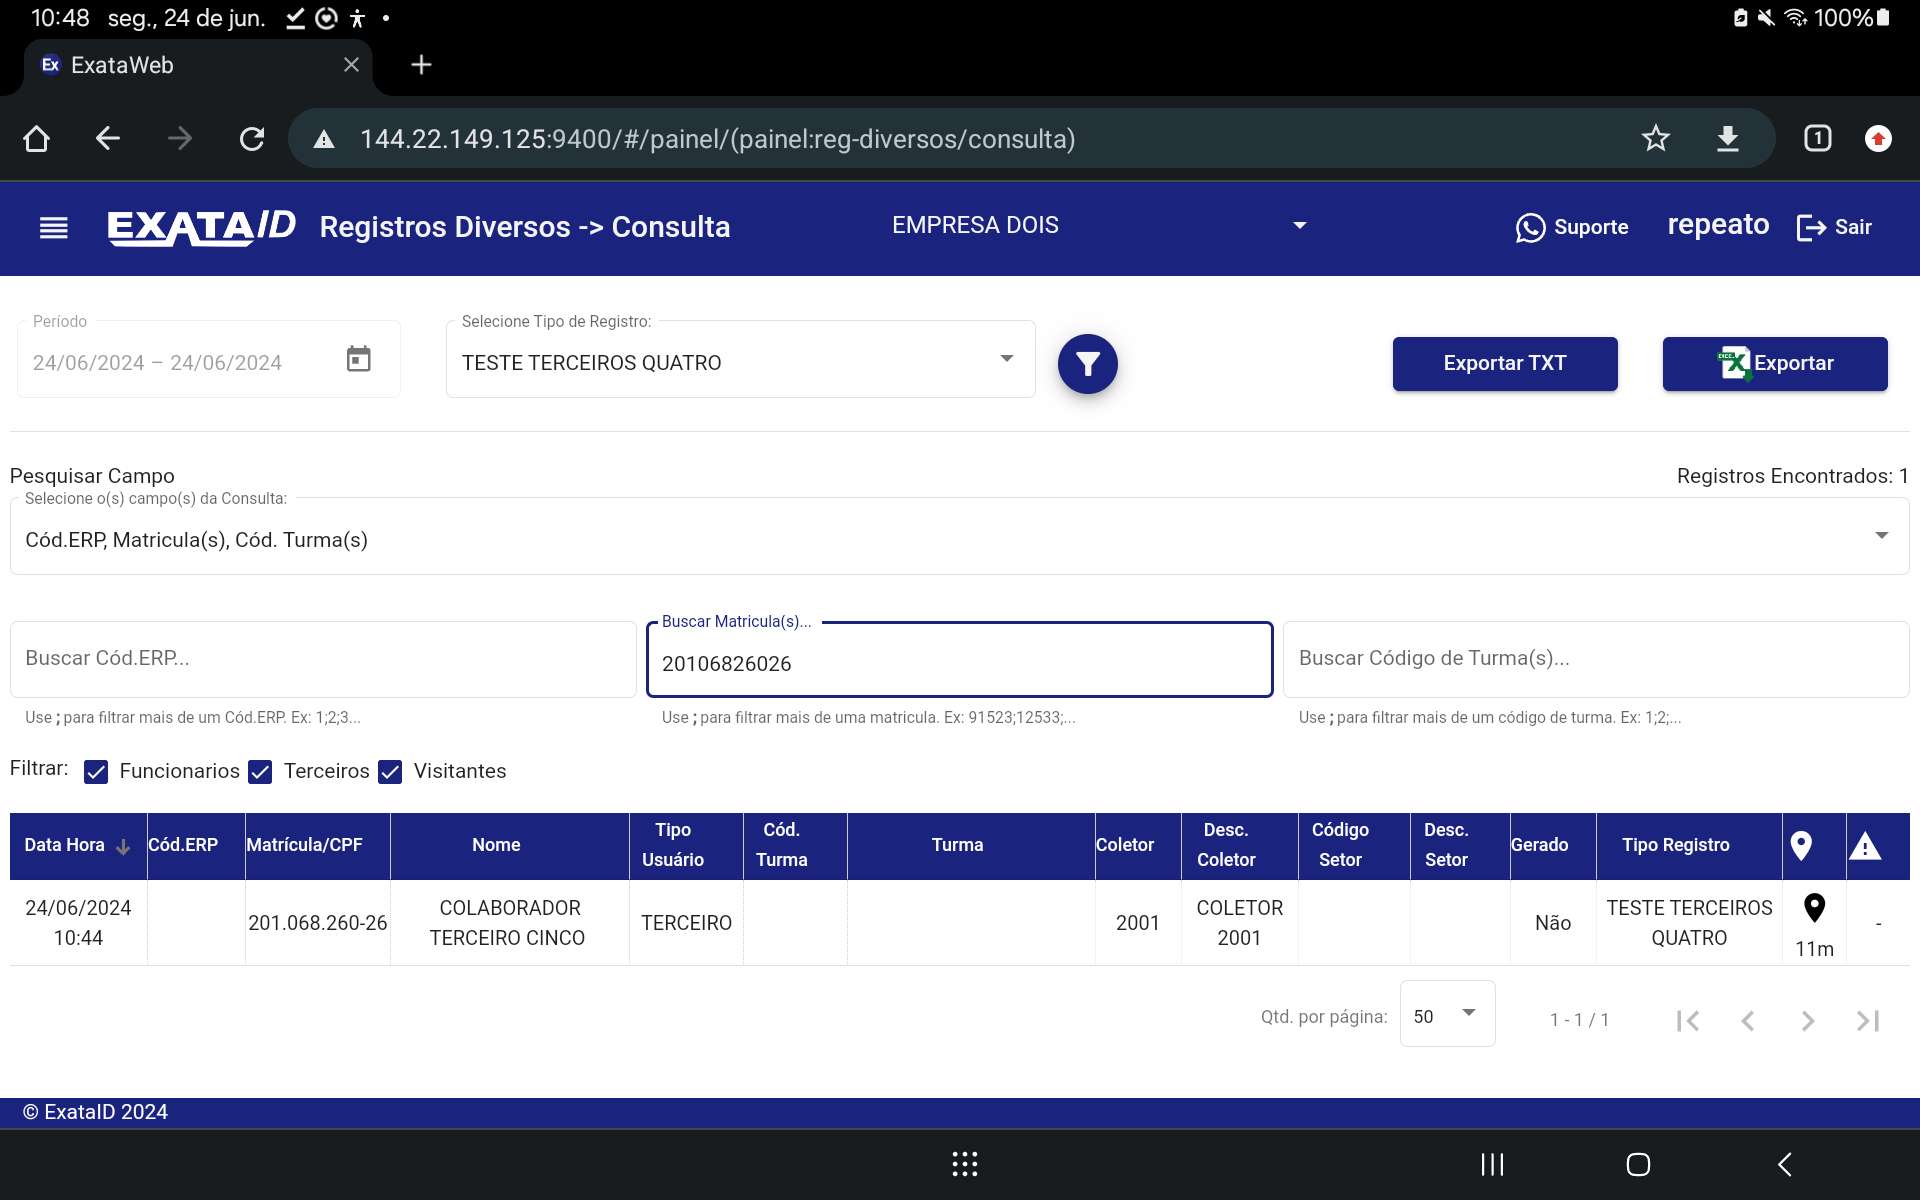 10:48 seg., 24 de jun. 100%
Ex ExataWeb
144.22.149.125:9400/#/painel/(painel:reg-diversos/consulta) 1
EXATAID Registros Diversos -> Consulta EMPRESA DOIS Suporte repeato Sair
Período Selecione Tipo de Registro:
24/06/2024 – 24/06/2024 TESTE TERCEIROS QUATRO Exportar TXT Exportar
Pesquisar Campo Registros Encontrados: 1
Selecione o(s) campo(s) da Consulta:
Cód.ERP, Matricula(s), Cód. Turma(s)
Buscar Matricula(s)...
Buscar Cód.ERP... 20106826026 Buscar Código de Turma(s)...
Use ; para filtrar mais de um Cód.ERP. Ex: 1;2;3... Use ; para filtrar mais de uma matricula. Ex: 91523;12533;... Use ; para filtrar mais de um código de turma. Ex: 1;2;...
Filtrar: Funcionarios Terceiros Visitantes
Data Hora Cód.ERP Matrícula/CPF Nome Tipo Usuário Cód. Turma Turma Coletor Desc. Coletor Código Setor Desc. Setor Gerado Tipo Registro
24/06/2024 10:44 201.068.260-26 COLABORADOR TERCEIRO CINCO TERCEIRO 2001 COLETOR 2001 Não TESTE TERCEIROS QUATRO 11m -
Qtd. por página: 50 1 - 1 / 1
© ExataID 2024